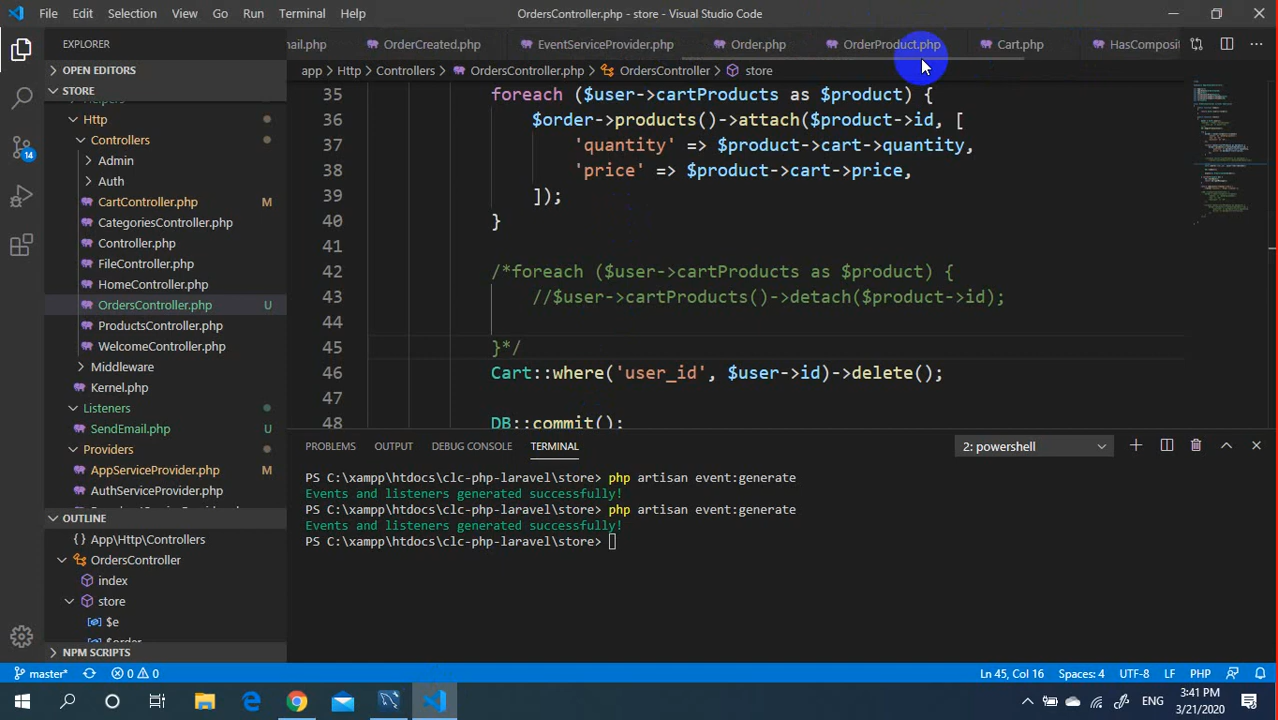 File Edit Selection View Go Run Terminal Help
OrdersController.php - store - Visual Studio Code
EXPLORER
OPEN EDITORS
STORE
Http
Controllers
Admin
Auth
CartController.php M
CategoriesController.php
Controller.php
FileController.php
HomeController.php
OrdersController.php U
ProductsController.php
WelcomeController.php
Middleware
Kernel.php
Listeners
SendEmail.php U
Providers
AppServiceProvider.php M
AuthServiceProvider.php
OUTLINE
App\Http\Controllers
OrdersController
index
store
$e
$order
NPM SCRIPTS
14
ail.php OrderCreated.php EventServiceProvider.php Order.php OrderProduct.php Cart.php HasComposit
app > Http > Controllers > OrdersController.php > OrdersController > store
35 foreach ($user->cartProducts as $product) {
36 $order->products()->attach($product->id, [
37 'quantity' => $product->cart->quantity,
38 'price' => $product->cart->price,
39 ]);
40 }
41
42 /*foreach ($user->cartProducts as $product) {
43 //$user->cartProducts()->detach($product->id);
44
45 }*/
46 Cart::where('user_id', $user->id)->delete();
47
48 DB::commit();
PROBLEMS OUTPUT DEBUG CONSOLE TERMINAL 2: powershell
PS C:\xampp\htdocs\clc-php-laravel\store> php artisan event:generate
Events and listeners generated successfully!
PS C:\xampp\htdocs\clc-php-laravel\store> php artisan event:generate
Events and listeners generated successfully!
PS C:\xampp\htdocs\clc-php-laravel\store>
master* 0 0 Ln 45, Col 16 Spaces: 4 UTF-8 LF PHP
ENG
3:41 PM
3/21/2020